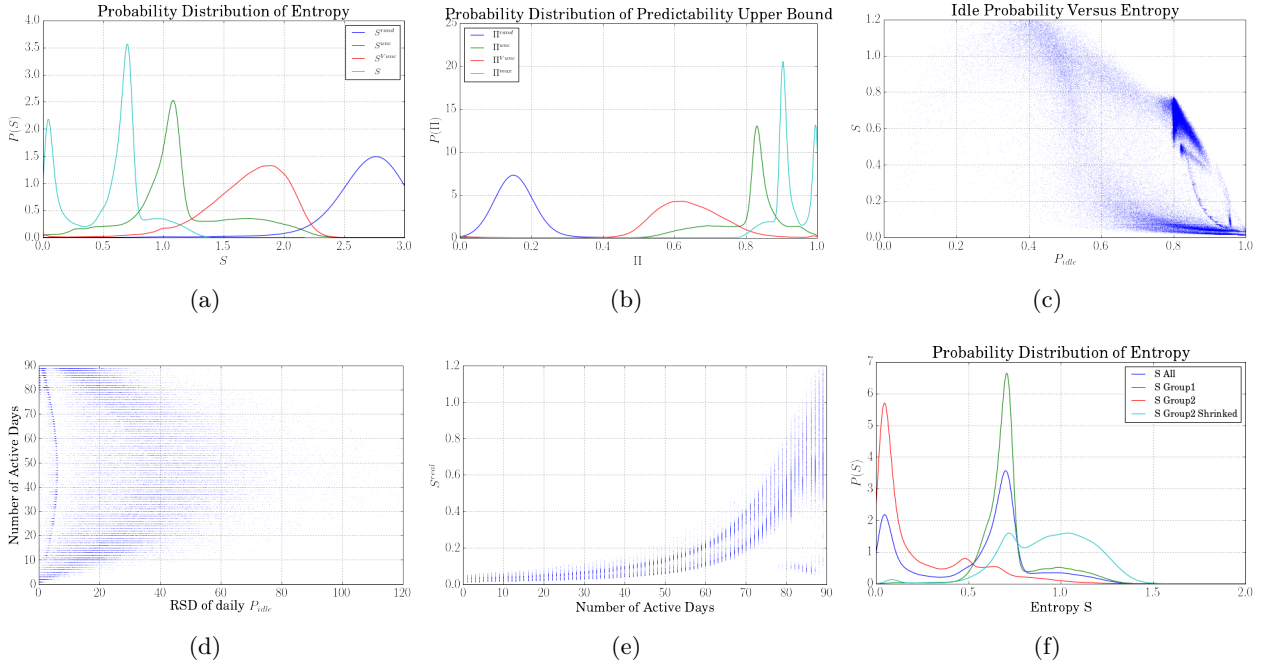 Probability Distribution of Entropy
4.0
3.5
3.0
2.5
2.0
1.5
1.0
0.5
0.0
P(S)
0.0 0.5 1.0 1.5 2.0 2.5 3.0
S
S^{rand}
S^{unc}
S^{b'unc}
S
(a)
Probability Distribution of Predictability Upper Bound
25
20
15
10
5
0
P(Π)
0.0 0.2 0.4 0.6 0.8 1.0
Π
Π^{rand}
Π^{unc}
Π^{b'unc}
Π^{max}
(b)
Idle Probability Versus Entropy
1.2
1.0
0.8
0.6
0.4
0.2
0.0
S
0.0 0.2 0.4 0.6 0.8 1.0
P_{idle}
(c)
90
80
70
60
50
40
30
20
10
0
Number of Active Days
0 20 40 60 80 100 120
RSD of daily P_{idle}
(d)
1.2
1.0
0.8
0.6
0.4
0.2
0.0
S^{real}
0 10 20 30 40 50 60 70 80 90
Number of Active Days
(e)
Probability Distribution of Entropy
7
6
5
4
3
2
1
0
P(S)
0.0 0.5 1.0 1.5 2.0
Entropy S
S All
S Group1
S Group2
S Group2 Shrinked
(f)